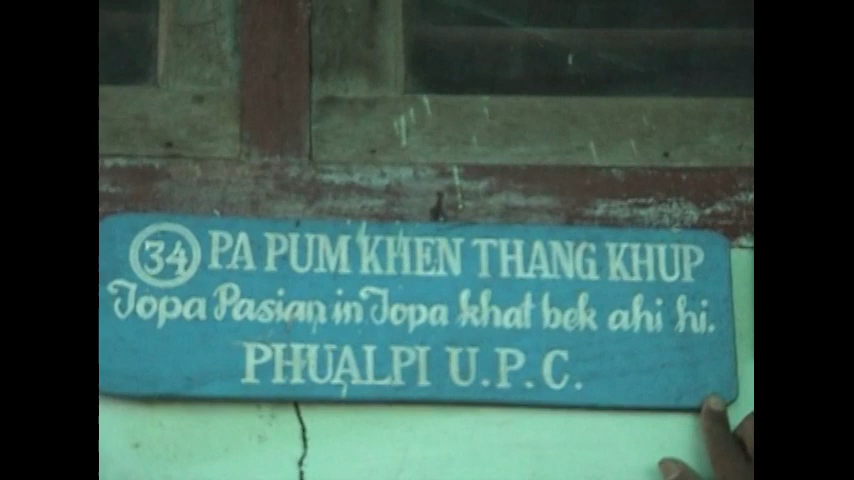 34 PA PUM KHEN THANG KHUP
Topa Pasian in Topa khat bek ahi hi.
PHUALPI U.P.C.